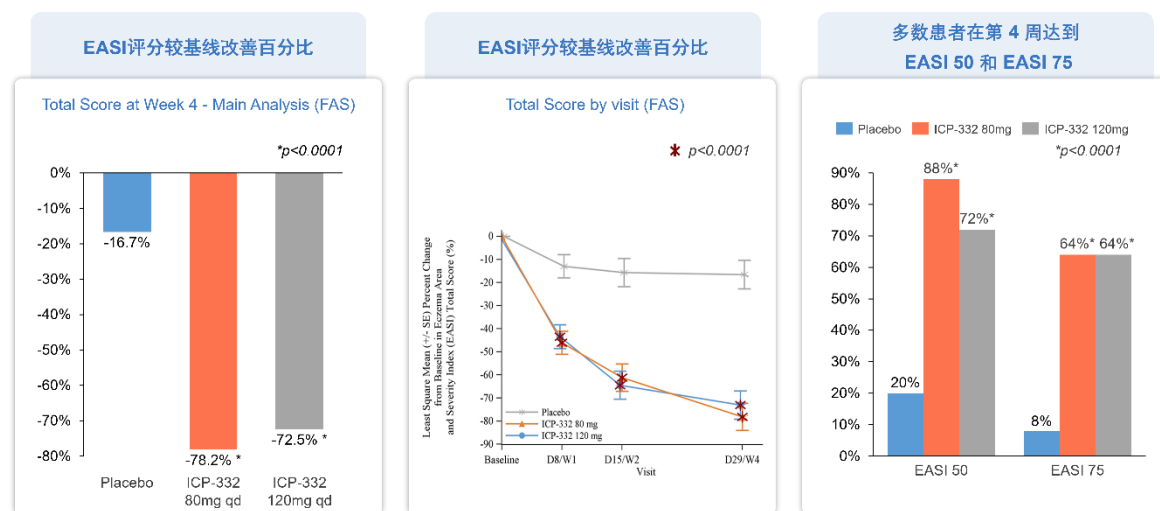 EASI评分较基线改善百分比
Total Score at Week 4 - Main Analysis (FAS)
*p<0.0001
0%
-10%
-20%
-30%
-40%
-50%
-60%
-70%
-80%
-16.7%
-78.2% *
-72.5% *
Placebo
ICP-332
80mg qd
ICP-332
120mg qd
EASI评分较基线改善百分比
Total Score by visit (FAS)
p<0.0001
Least Square Mean (+/- SE) Percent Change
from Baseline in Eczema Area
and Severity Index (EASI) Total Score (%)
0
-10
-20
-30
-40
-50
-60
-70
-80
-90
Placebo
ICP-332 80 mg
ICP-332 120 mg
Baseline
D8/W1
D15/W2
D29/W4
Visit
多数患者在第 4 周达到
EASI 50 和 EASI 75
Placebo
ICP-332 80mg
ICP-332 120mg
*p<0.0001
90%
80%
70%
60%
50%
40%
30%
20%
10%
0%
20%
88%*
72%*
8%
64%*
64%*
EASI 50
EASI 75